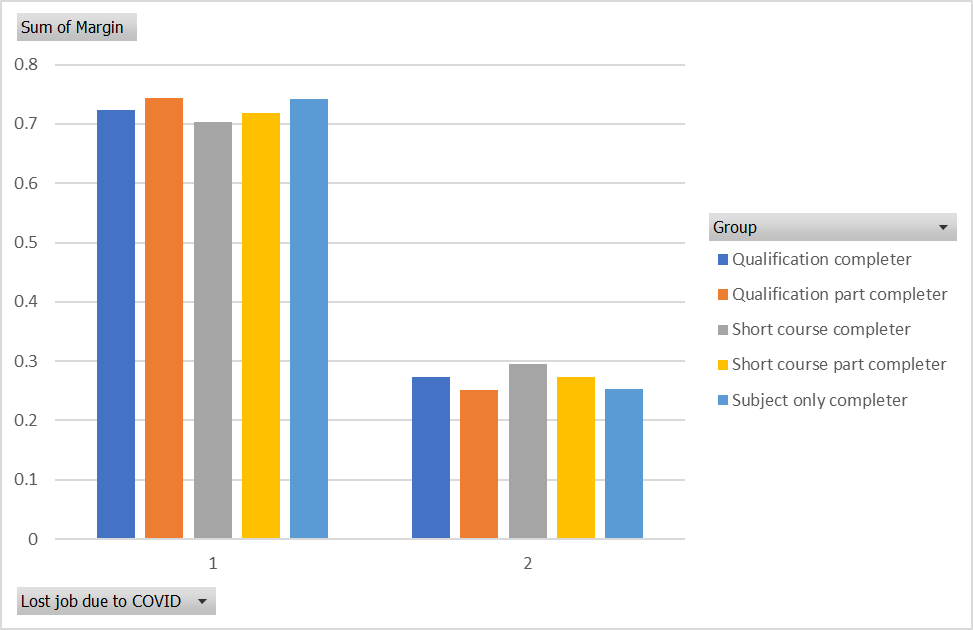 Sum of Margin
0.8
0.7
0.6
0.5
0.4
0.3
0.2
0.1
0
1
2
Group
Qualification completer
Qualification part completer
Short course completer
Short course part completer
Subject only completer
Lost job due to COVID